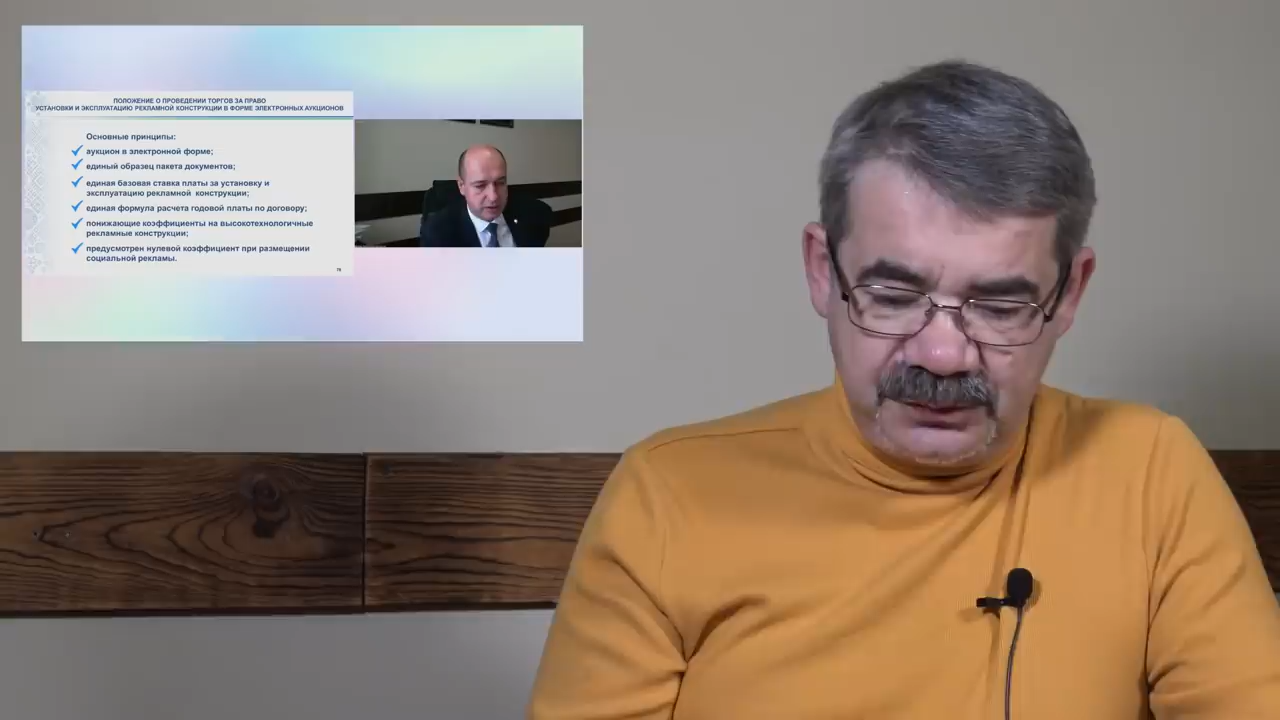 ПОЛОЖЕНИЕ О ПРОВЕДЕНИИ ТОРГОВ ЗА ПРАВО
УСТАНОВКИ И ЭКСПЛУАТАЦИЮ РЕКЛАМНОЙ КОНСТРУКЦИИ В ФОРМЕ ЭЛЕКТРОННЫХ АУКЦИОНОВ
Основные принципы:
аукцион в электронной форме;
единый образец пакета документов;
единая базовая ставка платы за установку и
эксплуатацию рекламной конструкции;
единая формула расчета годовой платы по договору;
понижающие коэффициенты на высокотехнологичные
рекламные конструкции;
предусмотрен нулевой коэффициент при размещении
социальной рекламы.